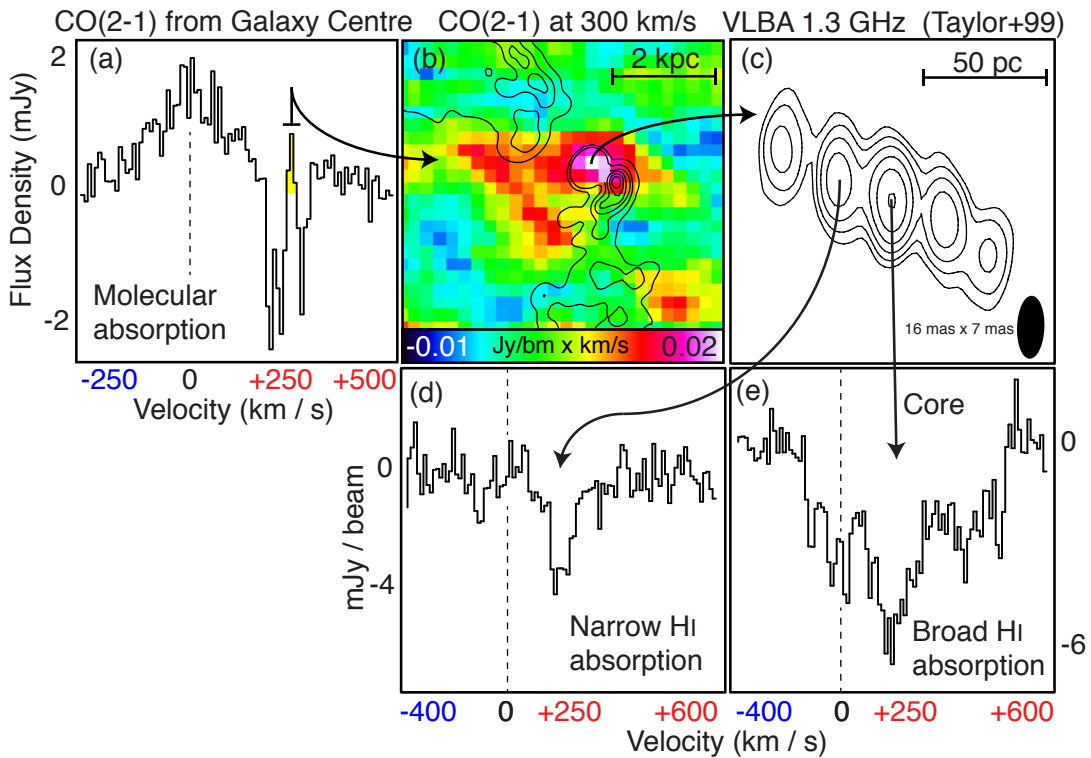 CO(2-1) from Galaxy Centre
CO(2-1) at 300 km/s
VLBA 1.3 GHz (Taylor+99)
(a)
2
0
-2
Flux Density (mJy)
Molecular
absorption
-250 0 +250 +500
Velocity (km / s)
(b)
2 kpc
-0.01 Jy/bm x km/s 0.02
(c)
50 pc
16 mas x 7 mas
(d)
0
-4
mJy / beam
Narrow HI
absorption
-400 0 +250 +600
(e)
Core
0
-6
Broad HI
absorption
-400 0 +250 +600
Velocity (km / s)